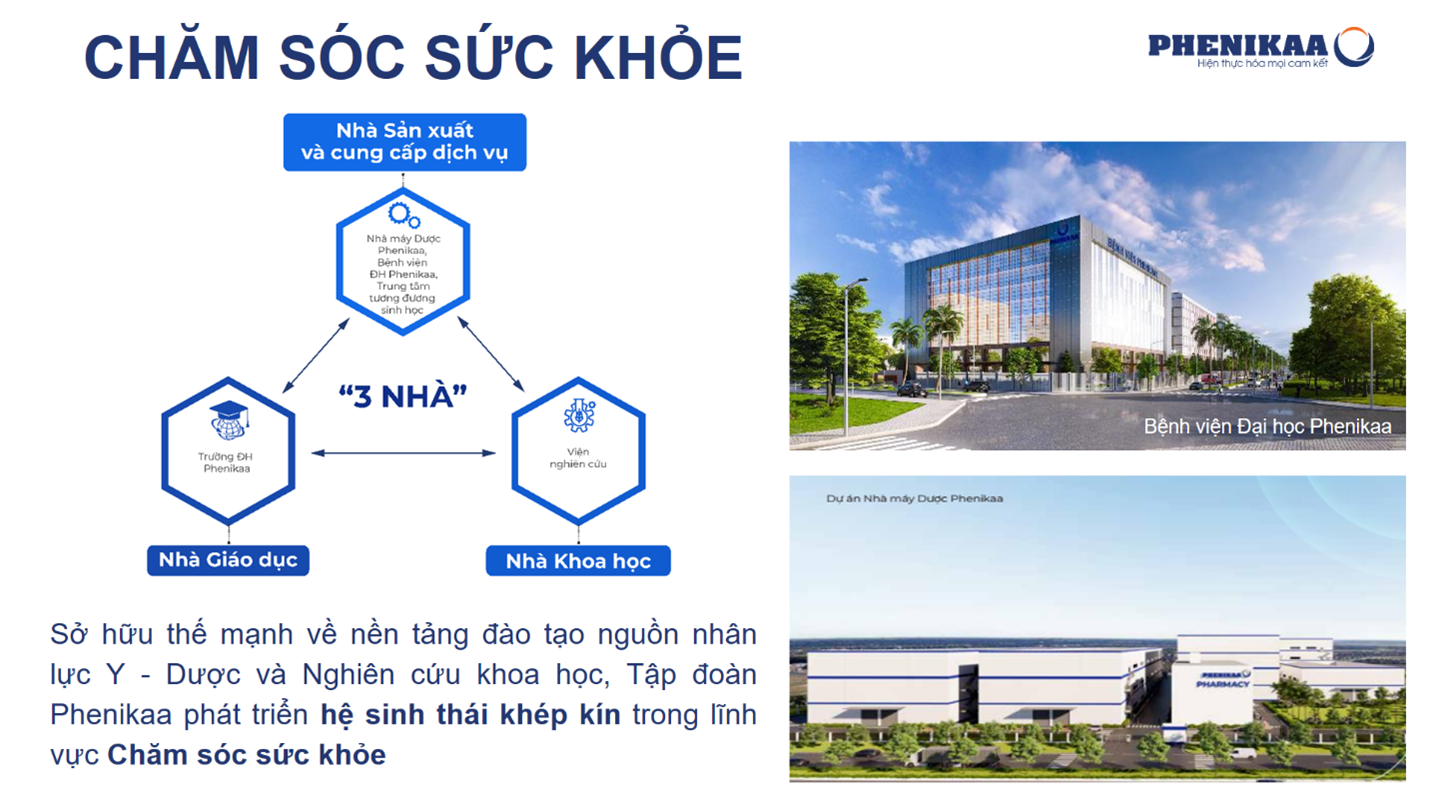 CHĂM SÓC SỨC KHỎE
PHENIKAA
Hiện thực hóa mọi cam kết
Nhà Sản xuất
và cung cấp dịch vụ
Nhà máy Dược
Phenikaa,
Bệnh viện
ĐH Phenikaa,
Trung tâm
tương đương
sinh học
“3 NHÀ”
Trường ĐH
Phenikaa
Viện
nghiên cứu
Nhà Giáo dục
Nhà Khoa học
Sở hữu thế mạnh về nền tảng đào tạo nguồn nhân
lực Y - Dược và Nghiên cứu khoa học, Tập đoàn
Phenikaa phát triển hệ sinh thái khép kín trong lĩnh
vực Chăm sóc sức khỏe
BỆNH VIỆN PHENIKAA
Bệnh viện Đại học Phenikaa
Dự án Nhà máy Dược Phenikaa
PHENIKAA
PHARMACY